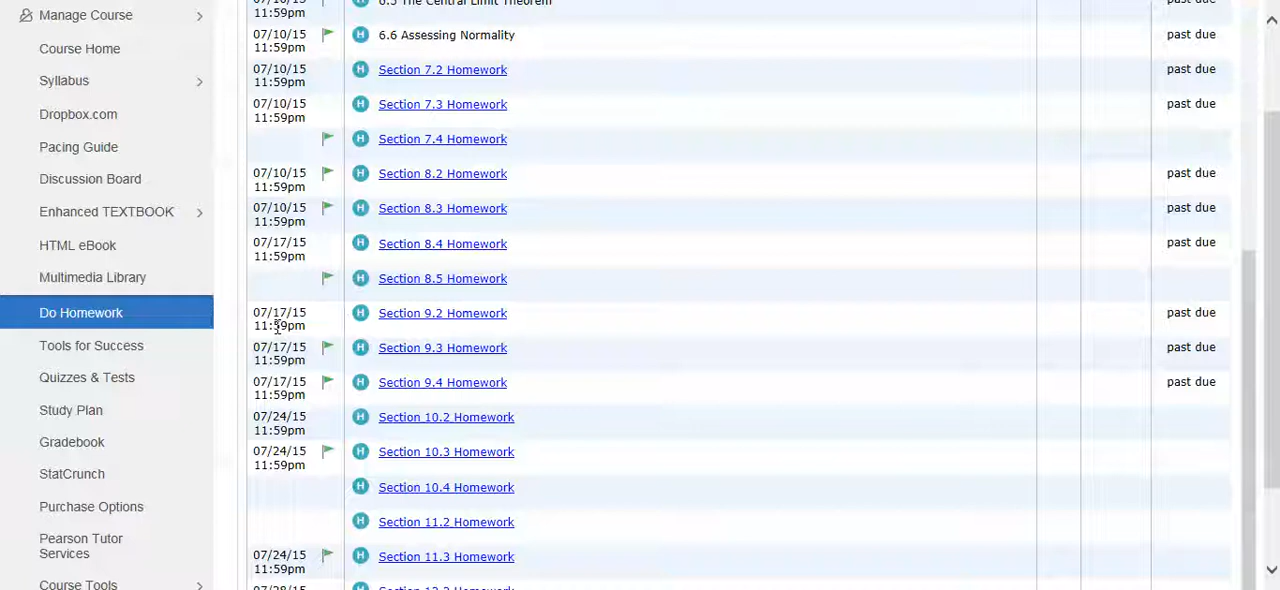 Manage Course
Course Home
Syllabus
Dropbox.com
Pacing Guide
Discussion Board
Enhanced TEXTBOOK
HTML eBook
Multimedia Library
Do Homework
Tools for Success
Quizzes & Tests
Study Plan
Gradebook
StatCrunch
Purchase Options
Pearson Tutor
Services
Course Tools
11:59pm
07/10/15 H 6.6 Assessing Normality past due
11:59pm
07/10/15 H Section 7.2 Homework past due
11:59pm
07/10/15 H Section 7.3 Homework past due
11:59pm
H Section 7.4 Homework
07/10/15 H Section 8.2 Homework past due
11:59pm
07/10/15 H Section 8.3 Homework past due
11:59pm
07/17/15 H Section 8.4 Homework past due
11:59pm
H Section 8.5 Homework
07/17/15 H Section 9.2 Homework past due
11:59pm
07/17/15 H Section 9.3 Homework past due
11:59pm
07/17/15 H Section 9.4 Homework past due
11:59pm
07/24/15 H Section 10.2 Homework
11:59pm
07/24/15 H Section 10.3 Homework
11:59pm
H Section 10.4 Homework
H Section 11.2 Homework
07/24/15 H Section 11.3 Homework
11:59pm